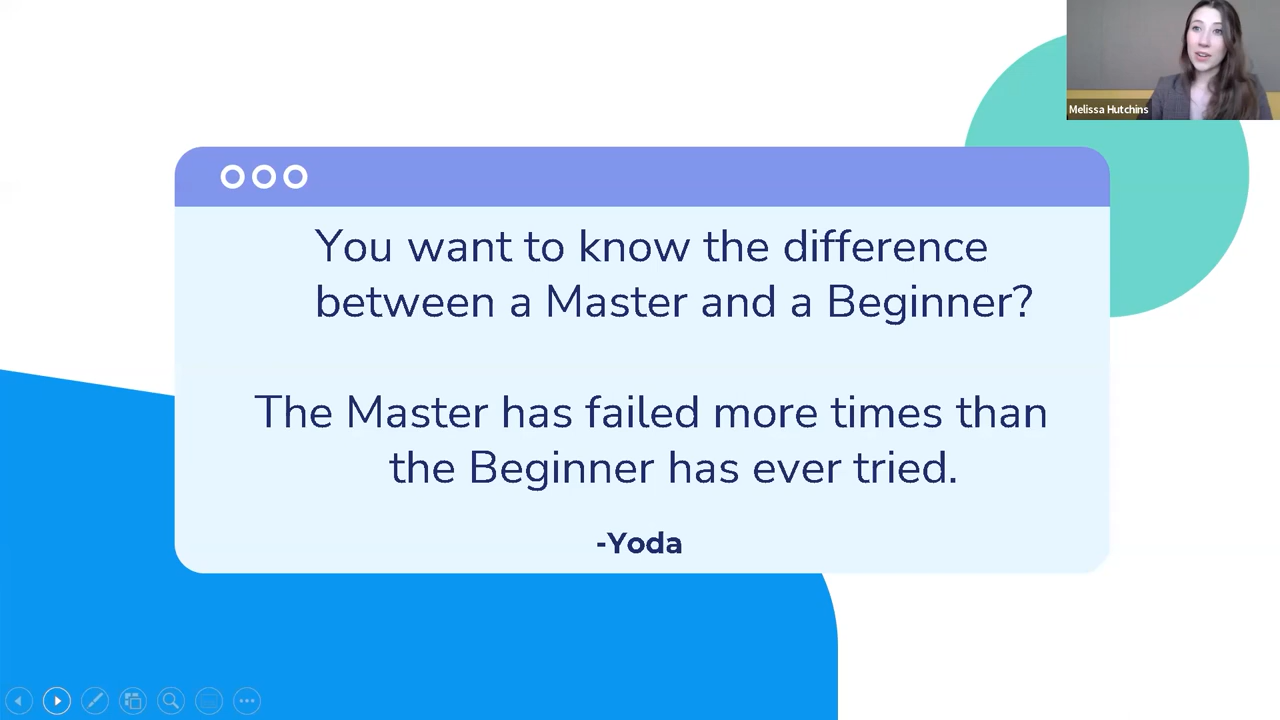 Melissa Hutchins
You want to know the difference
between a Master and a Beginner?
The Master has failed more times than
the Beginner has ever tried.
-Yoda